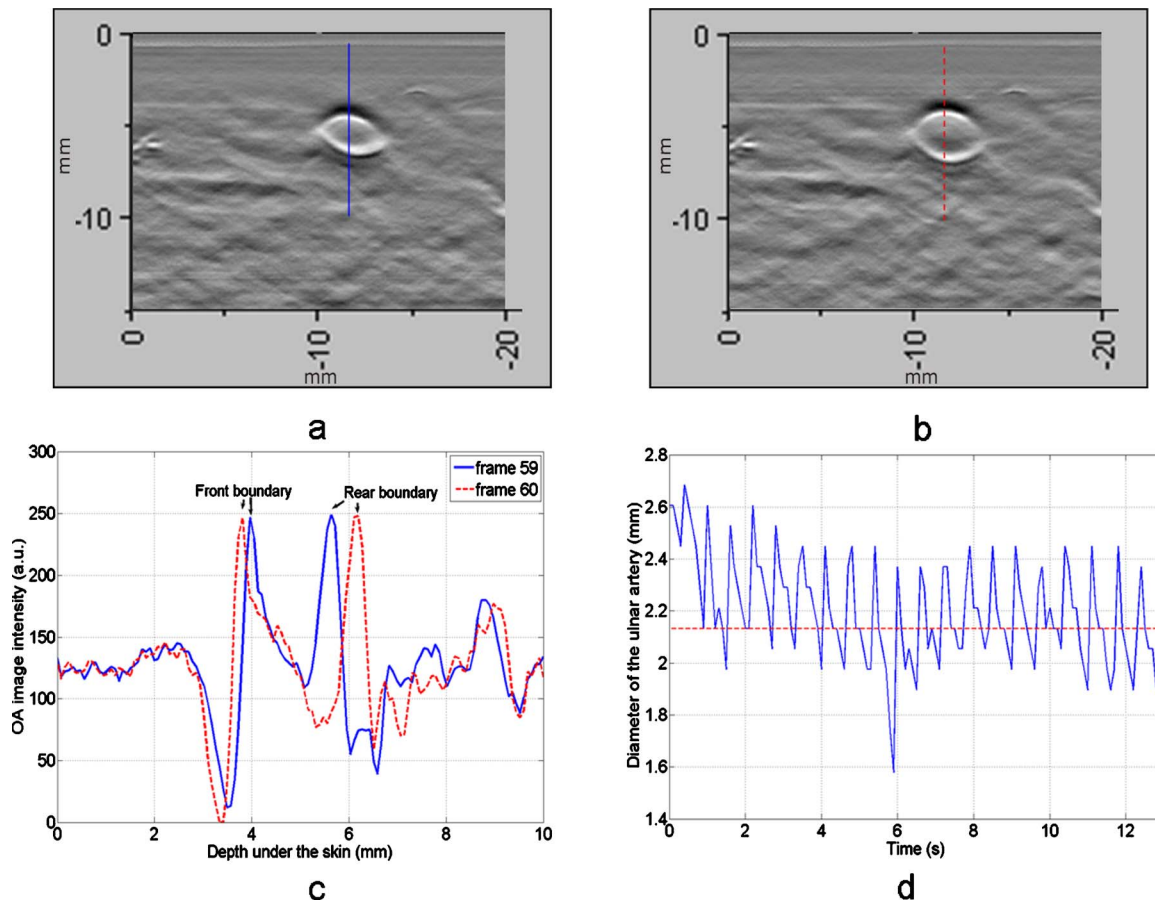 0
-10
mm
0
-10
-20
mm
a
0
-10
mm
0
-10
-20
mm
b
300
250
200
150
100
50
0
OA image intensity (a.u.)
0
2
4
6
8
10
Depth under the skin (mm)
Front boundary
Rear boundary
frame 59
frame 60
c
2.8
2.6
2.4
2.2
2
1.8
1.6
1.4
Diameter of the ulnar artery (mm)
0
2
4
6
8
10
12
Time (s)
d